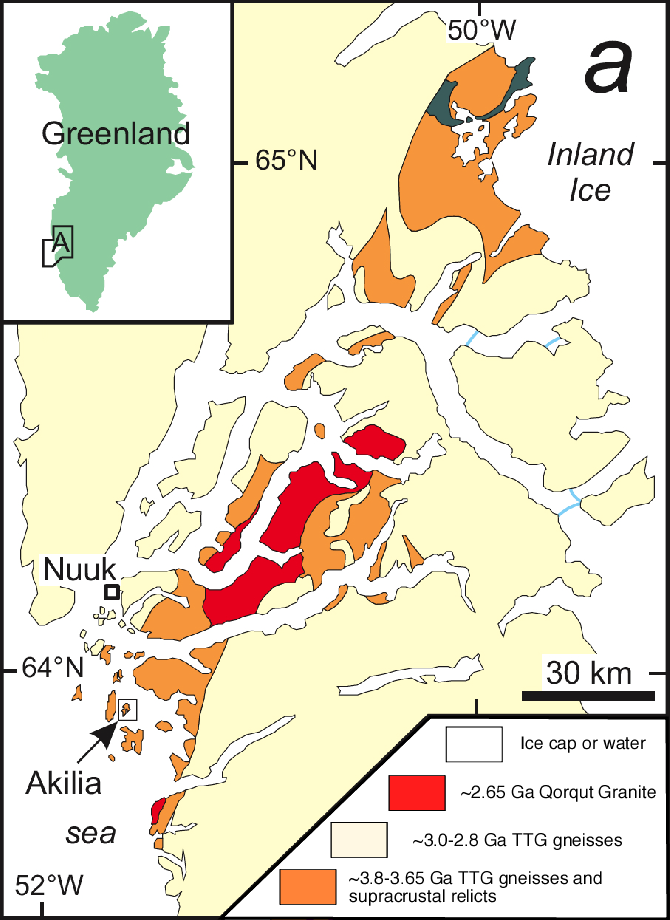 50°W
a
Greenland
65°N
Inland
Ice
A
Nuuk
64°N
30 km
Akilia
sea
52°W
Ice cap or water
~2.65 Ga Qorqut Granite
~3.0-2.8 Ga TTG gneisses
~3.8-3.65 Ga TTG gneisses and
supracrustal relicts